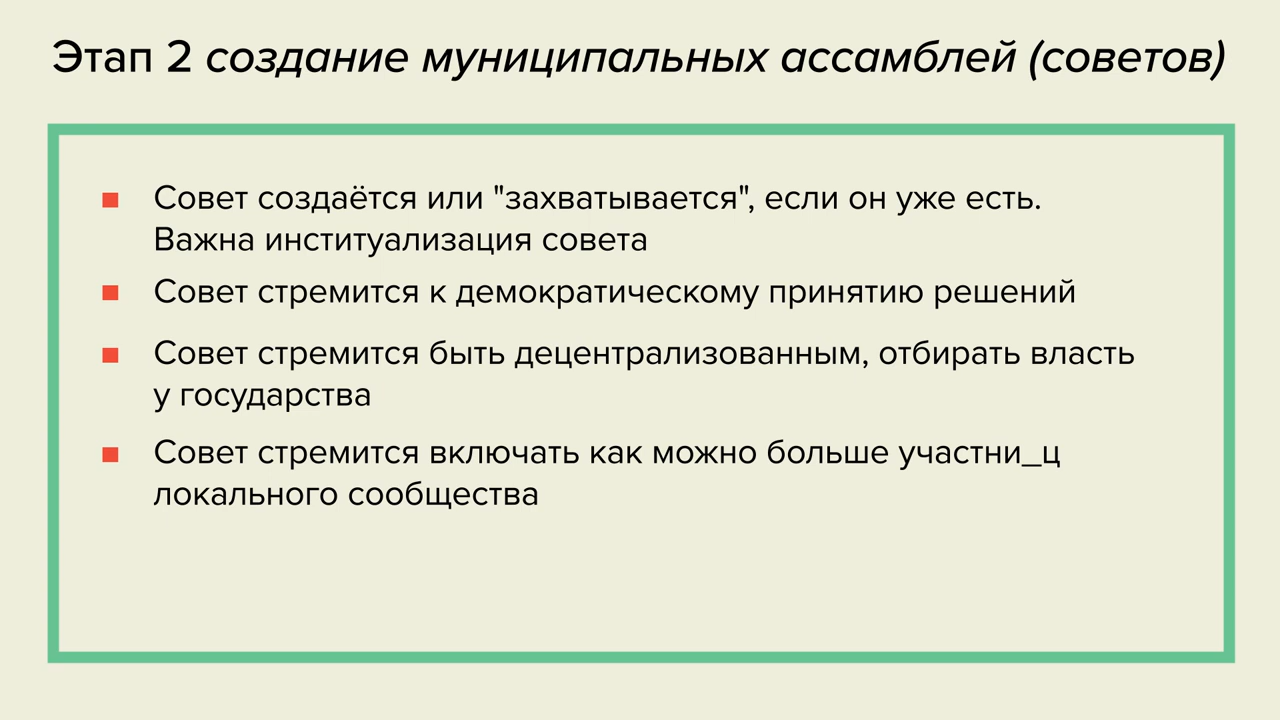 Этап 2 создание муниципальных ассамблей (советов)
Совет создаётся или "захватывается", если он уже есть.
Важна институализация совета
Совет стремится к демократическому принятию решений
Совет стремится быть децентрализованным, отбирать власть
у государства
Совет стремится включать как можно больше участни_ц
локального сообщества